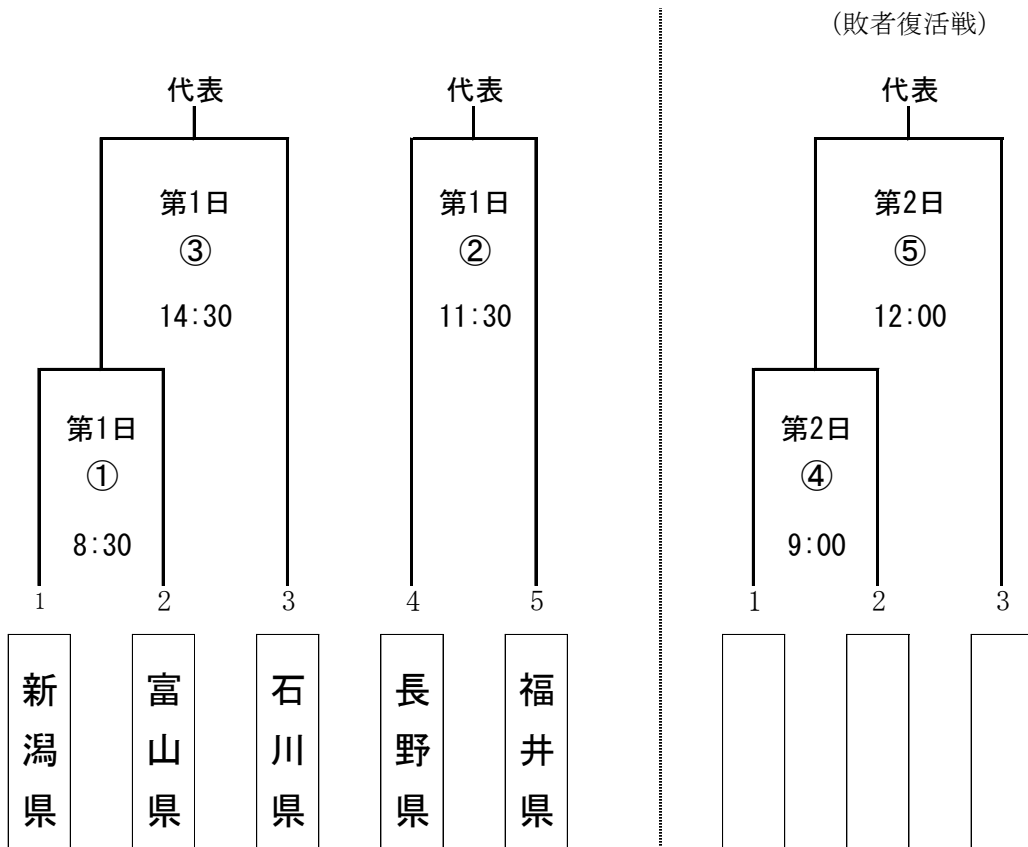 (敗者復活戦)
代表
代表
代表
第1日
③
14:30
第1日
②
11:30
第2日
⑤
12:00
第1日
①
8:30
第2日
④
9:00
1
2
3
4
5
1
2
3
新潟県
富山県
石川県
長野県
福井県